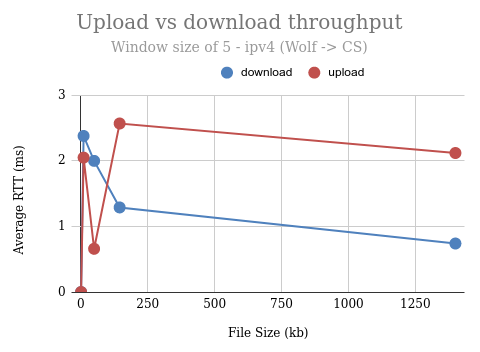 Upload vs download throughput
Window size of 5 - ipv4 (Wolf -> CS)
download upload
Average RTT (ms)
3
2
1
0
0 250 500 750 1000 1250
File Size (kb)